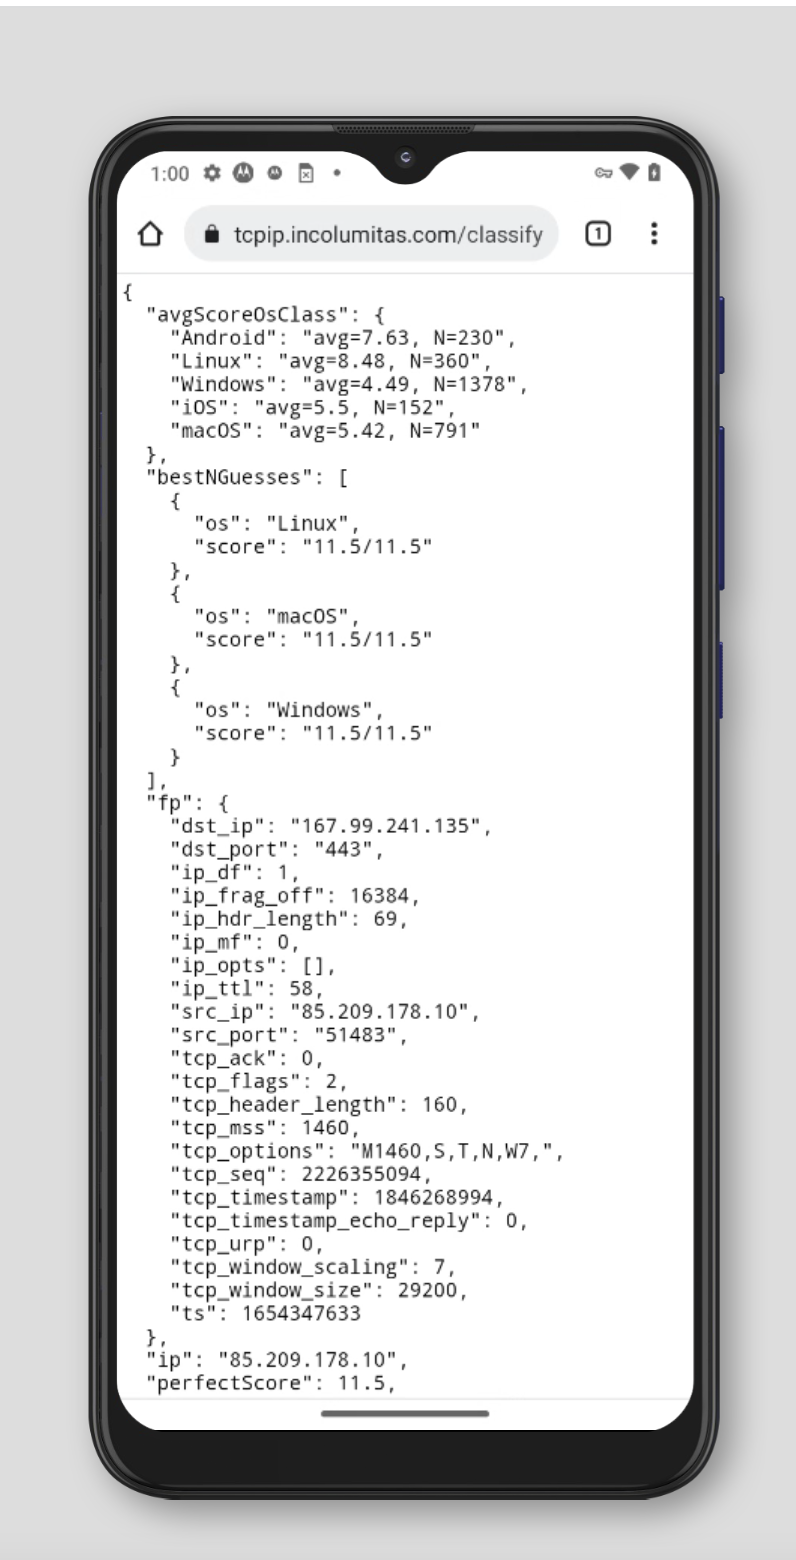 1:00
tcpip.incolumitas.com/classify
1
{
  "avgScoreOsClass": {
    "Android": "avg=7.63, N=230",
    "Linux": "avg=8.48, N=360",
    "Windows": "avg=4.49, N=1378",
    "iOS": "avg=5.5, N=152",
    "macOS": "avg=5.42, N=791"
  },
  "bestNGuesses": [
    {
      "os": "Linux",
      "score": "11.5/11.5"
    },
    {
      "os": "macOS",
      "score": "11.5/11.5"
    },
    {
      "os": "Windows",
      "score": "11.5/11.5"
    }
  ],
  "fp": {
    "dst_ip": "167.99.241.135",
    "dst_port": "443",
    "ip_df": 1,
    "ip_frag_off": 16384,
    "ip_hdr_length": 69,
    "ip_mf": 0,
    "ip_opts": [],
    "ip_ttl": 58,
    "src_ip": "85.209.178.10",
    "src_port": "51483",
    "tcp_ack": 0,
    "tcp_flags": 2,
    "tcp_header_length": 160,
    "tcp_mss": 1460,
    "tcp_options": "M1460,S,T,N,W7,",
    "tcp_seq": 2226355094,
    "tcp_timestamp": 1846268994,
    "tcp_timestamp_echo_reply": 0,
    "tcp_urp": 0,
    "tcp_window_scaling": 7,
    "tcp_window_size": 29200,
    "ts": 1654347633
  },
  "ip": "85.209.178.10",
  "perfectScore": 11.5,